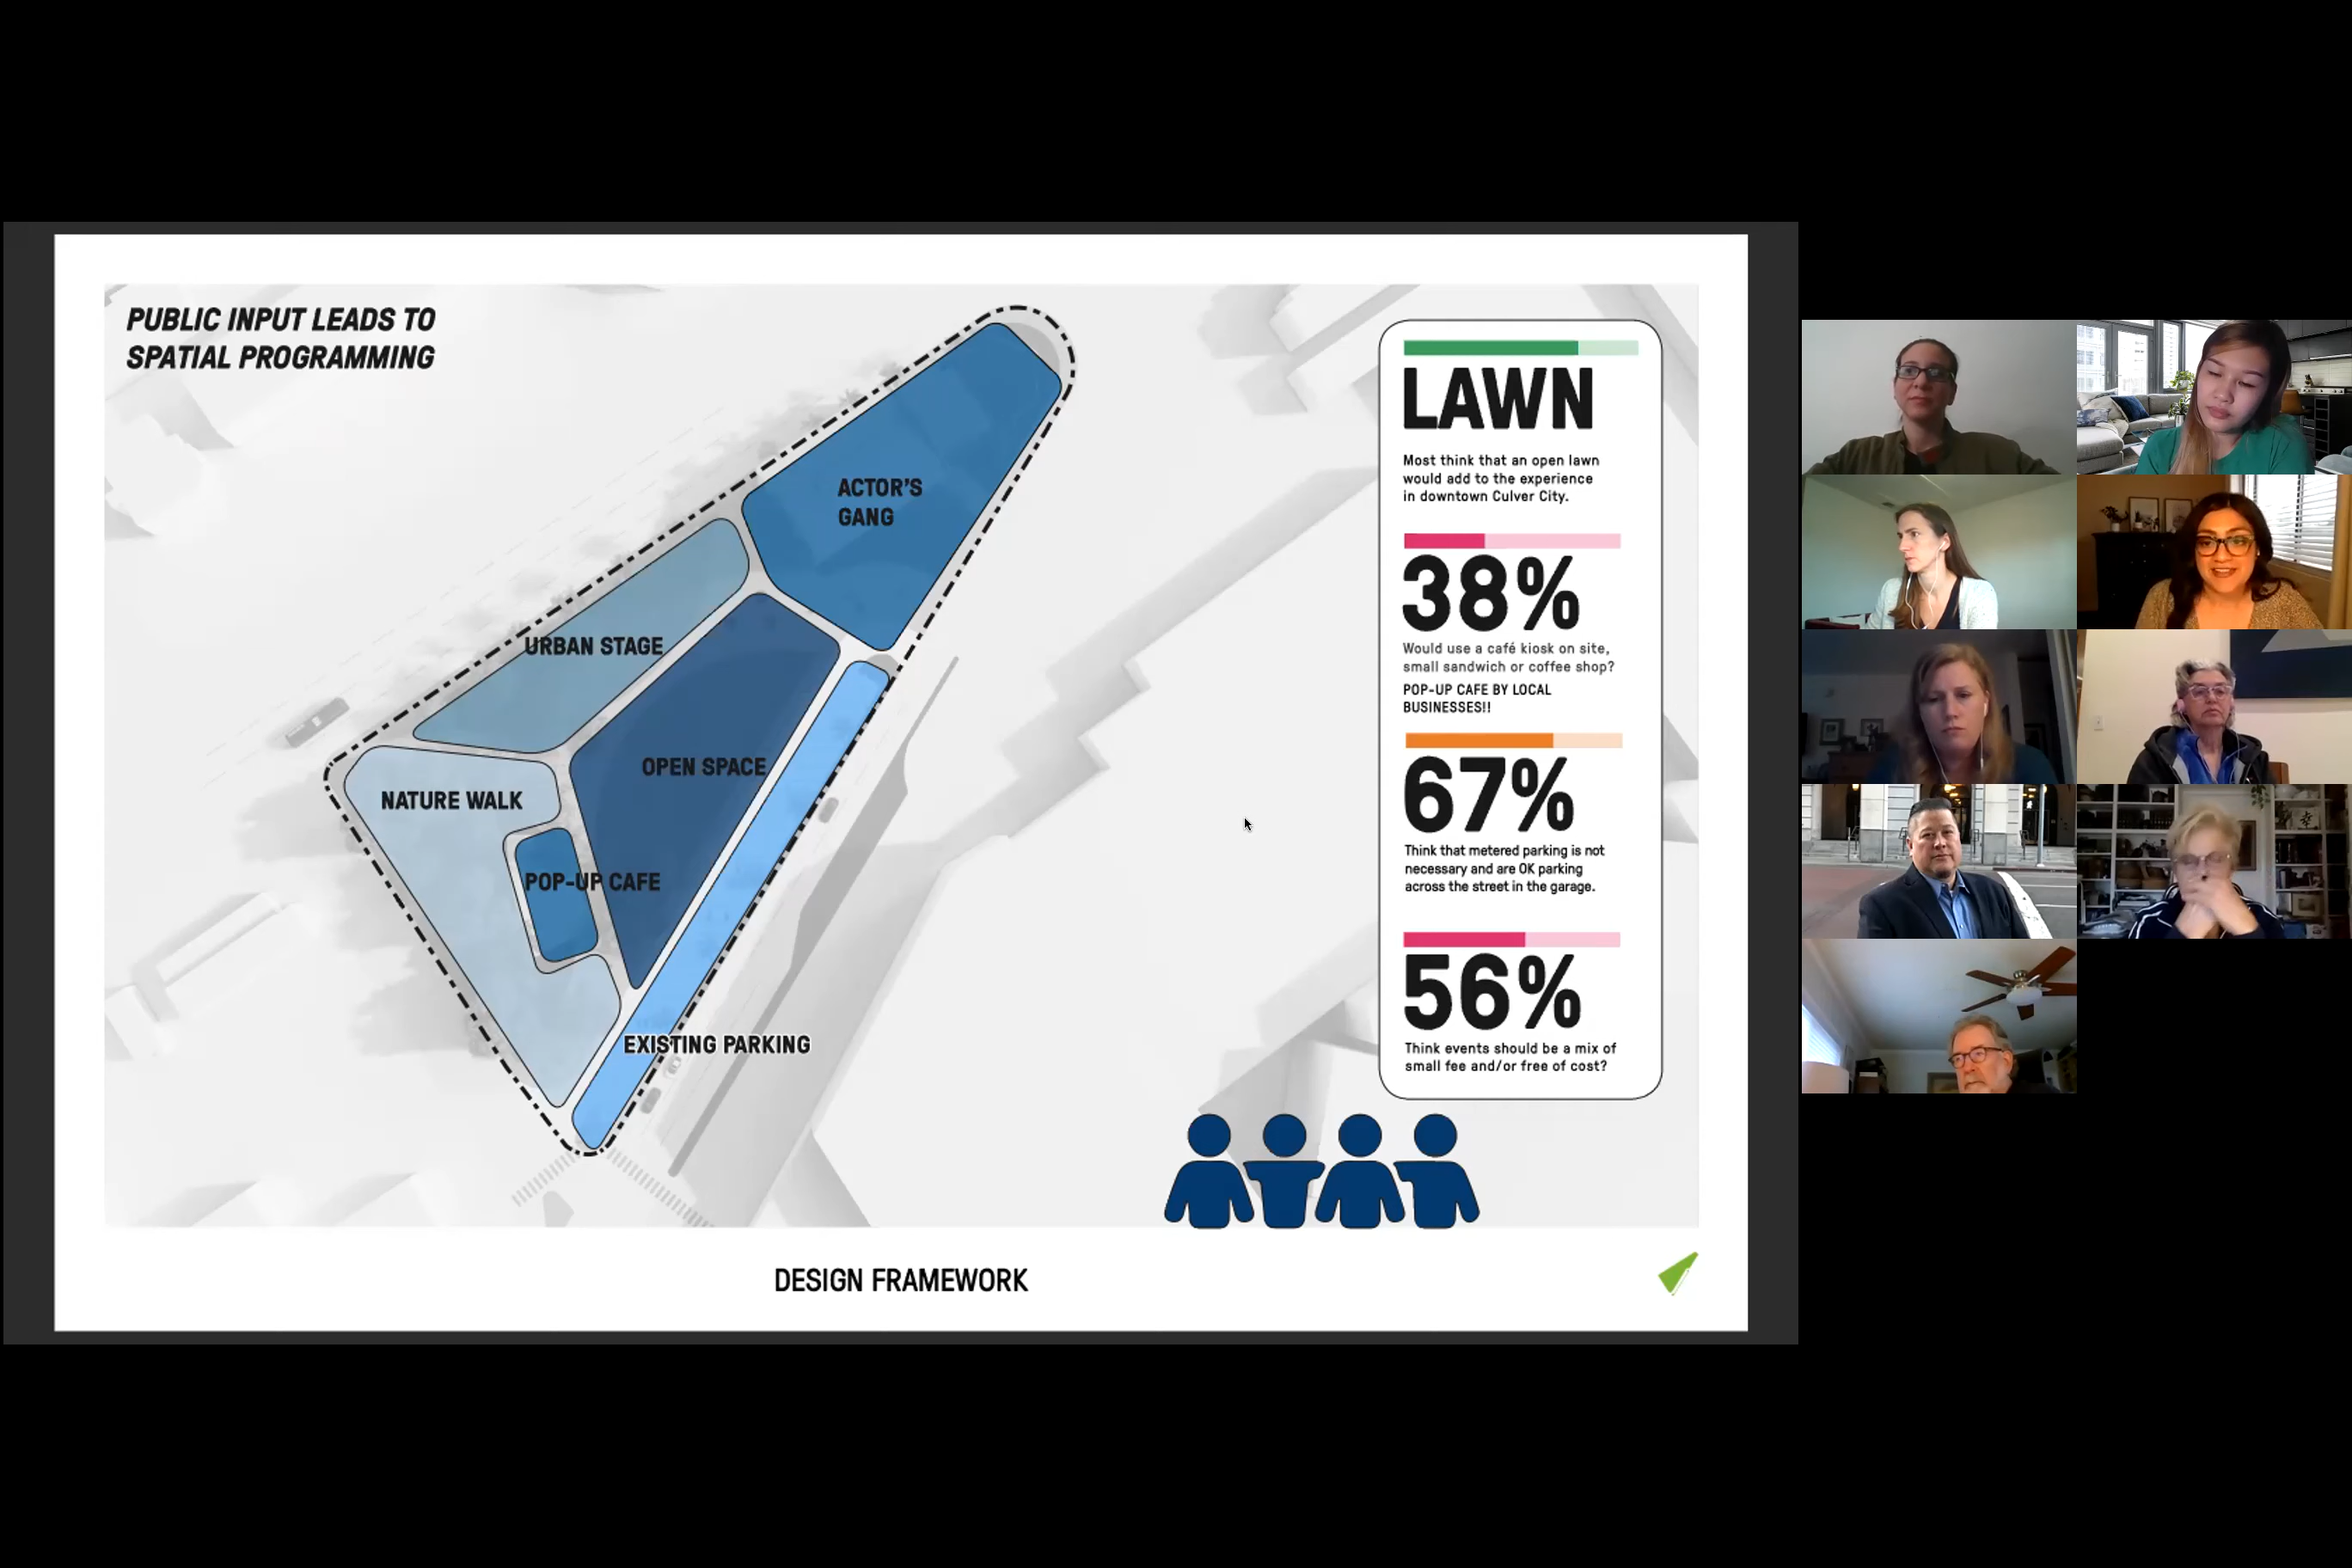 PUBLIC INPUT LEADS TO
SPATIAL PROGRAMMING
ACTOR'S
GANG
URBAN STAGE
OPEN SPACE
NATURE WALK
POP-UP CAFE
EXISTING PARKING
LAWN
Most think that an open lawn
would add to the experience
in downtown Culver City.
38%
Would use a café kiosk on site,
small sandwich or coffee shop?
POP-UP CAFE BY LOCAL
BUSINESSES!!
67%
Think that metered parking is not
necessary and are OK parking
across the street in the garage.
56%
Think events should be a mix of
small fee and/or free of cost?
DESIGN FRAMEWORK